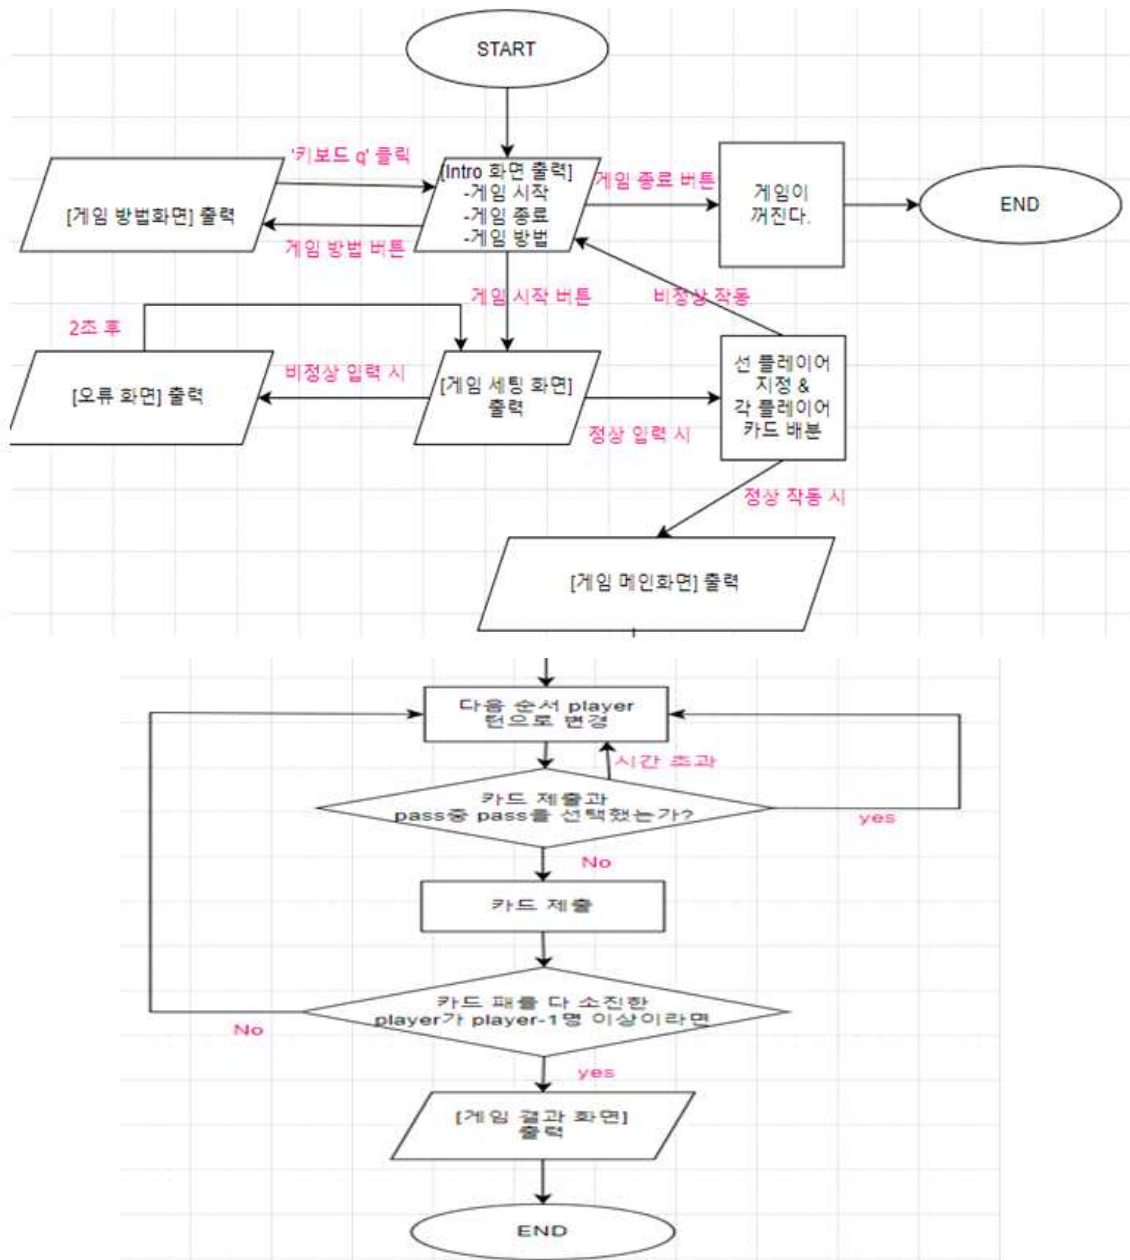 START
'키보드 q' 클릭
[Intro 화면 출력]
-게임 시작
-게임 종료
-게임 방법
게임 종료 버튼
게임이
꺼진다.
END
[게임 방법화면] 출력
게임 방법 버튼
게임 시작 버튼
비정상 작동
2조 후
비정상 입력 시
[오류 화면] 출력
[게임 세팅 화면]
출력
정상 입력 시
선 플레이어
지정 &
각 플레이어
카드 배분
정상 작동 시
[게임 메인화면] 출력
다음 순서 player
턴으로 변경
시간 초과
카드 제출과
pass중 pass을 선택했는가?
yes
No
카드 제출
카드 패를 다 소진한
player가 player-1명 이상이라면
No
yes
[게임 결과 화면]
출력
END